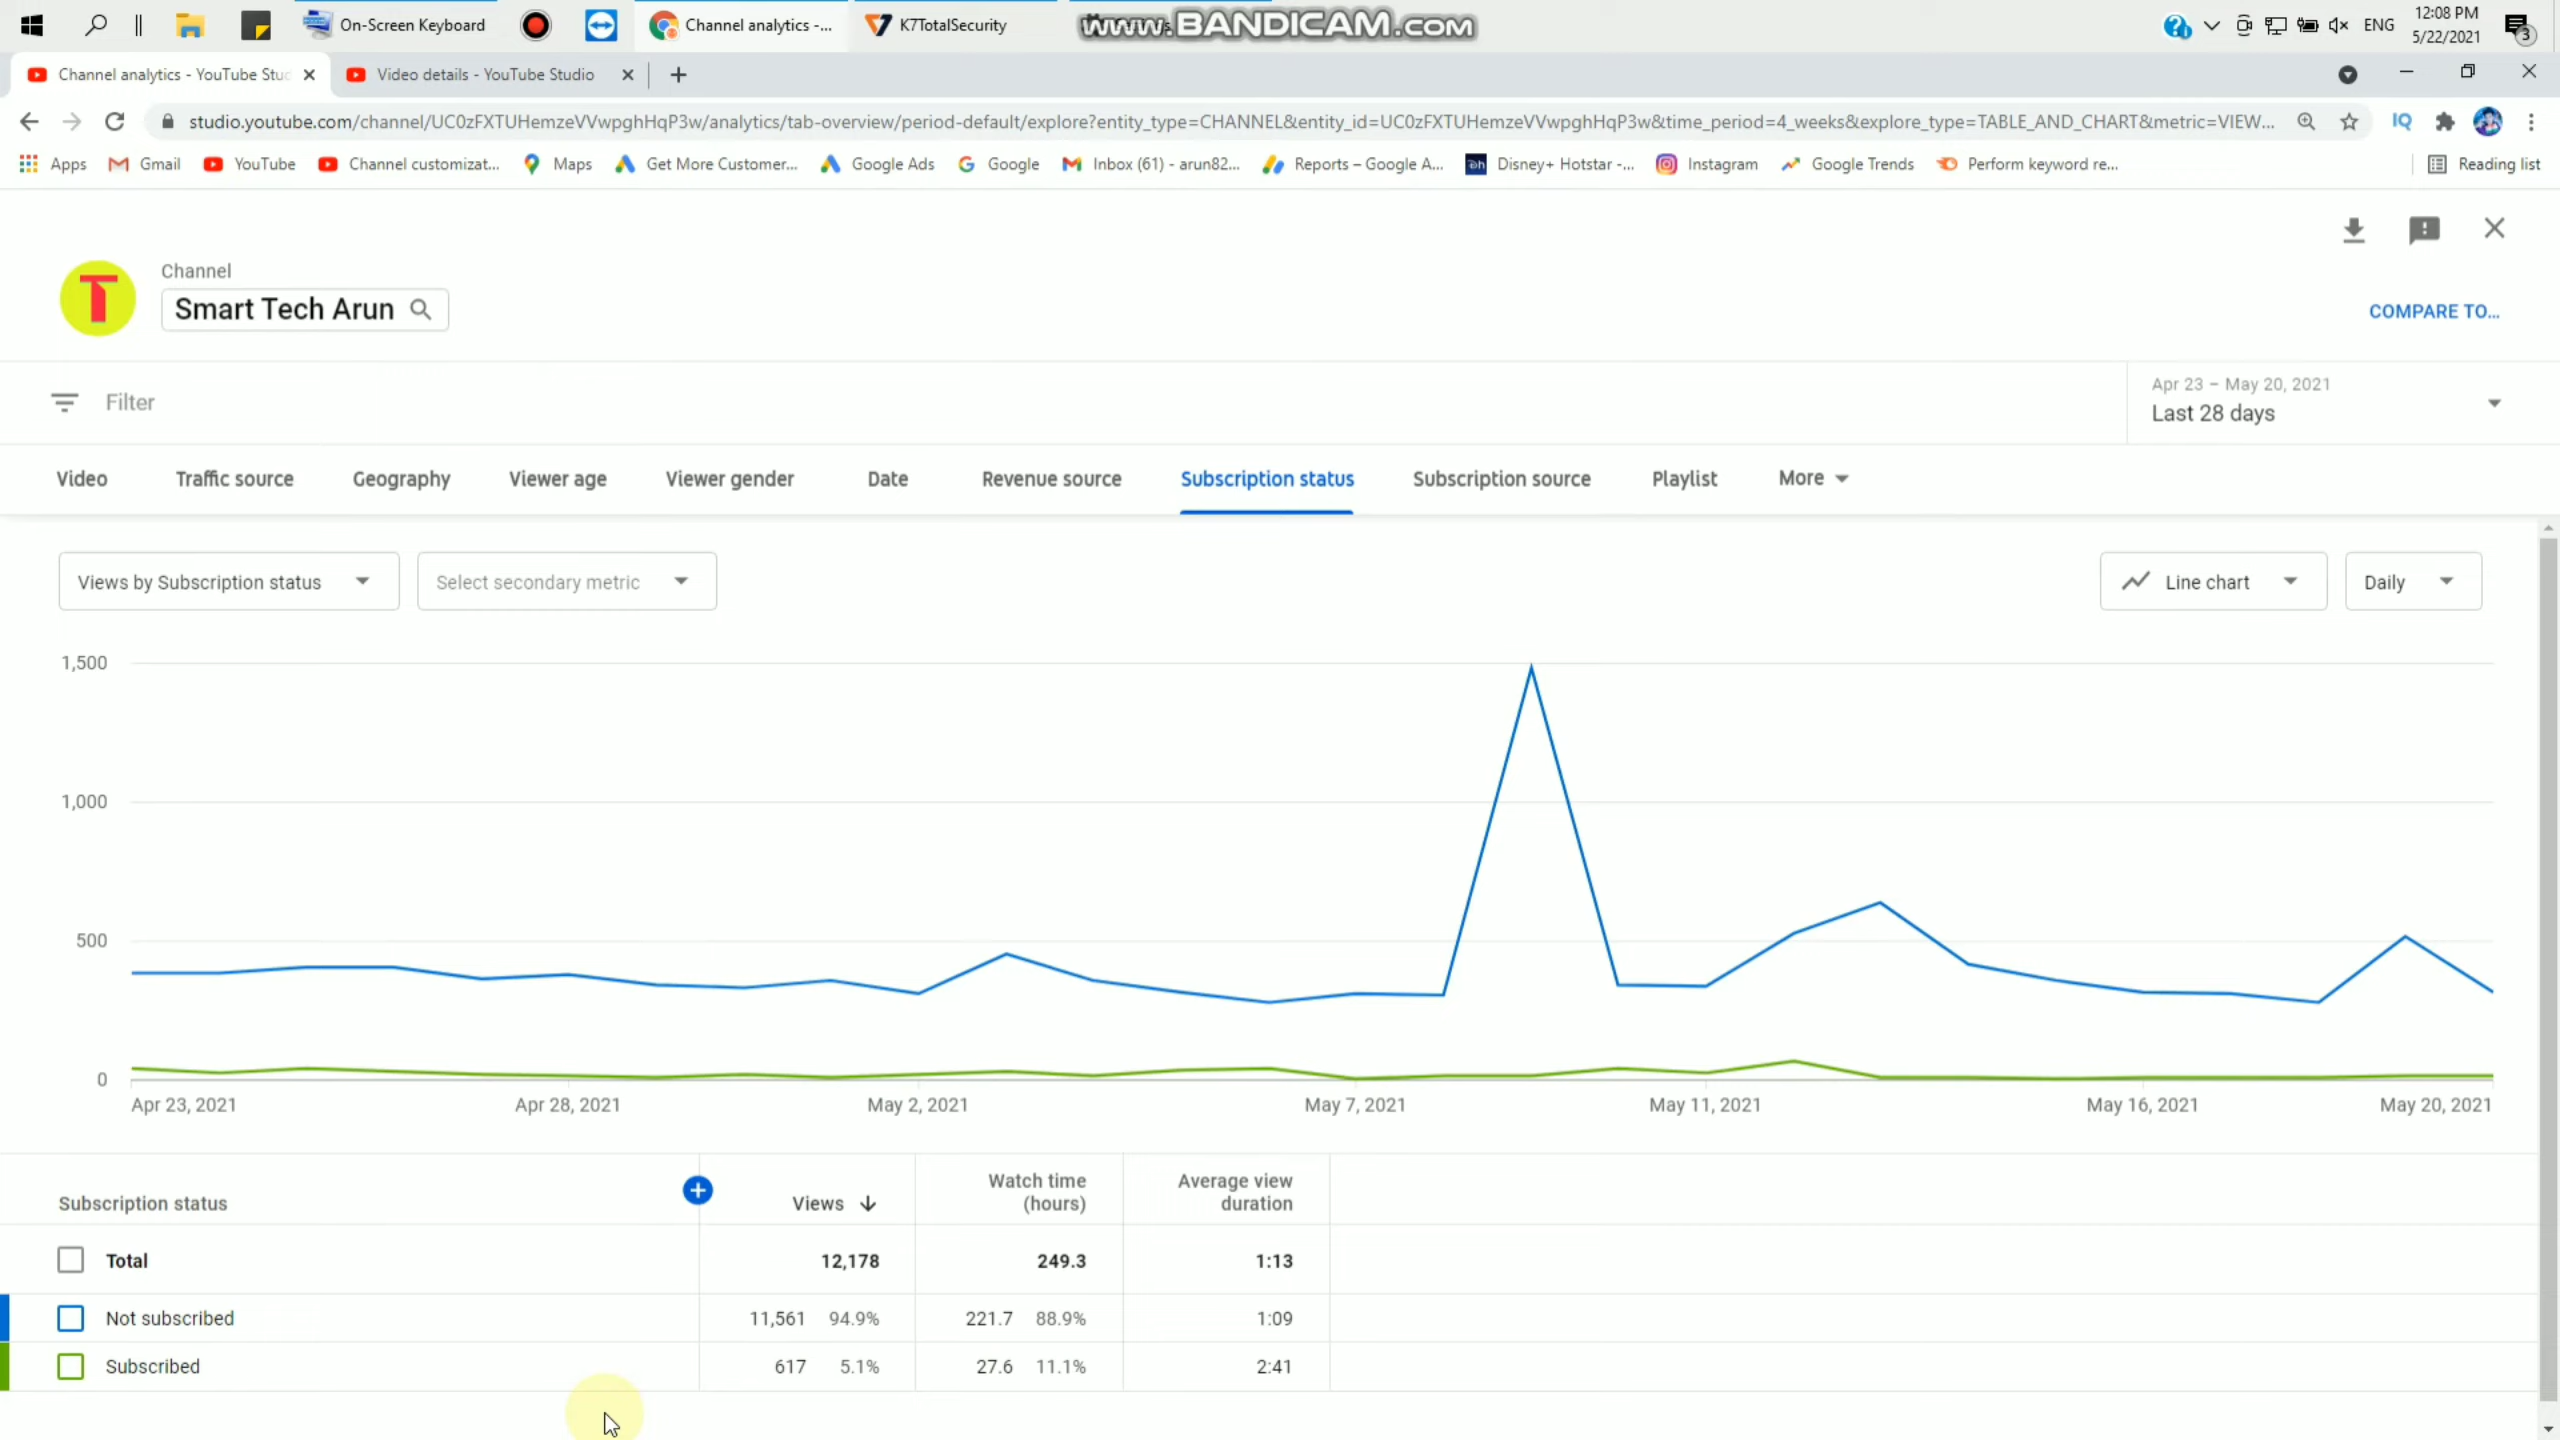 On-Screen Keyboard
Channel analytics -...
K7TotalSecurity
www.BANDICAM.com
ENG
12:08 PM
5/22/2021
3
Channel analytics - YouTube Stud
Video details - YouTube Studio
studio.youtube.com/channel/UC0zFXTUHemzeVVwpghHqP3w/analytics/tab-overview/period-default/explore?entity_type=CHANNEL&entity_id=UC0zFXTUHemzeVVwpghHqP3w&time_period=4_weeks&explore_type=TABLE_AND_CHART&metric=VIEW...
IQ
Apps
Gmail
YouTube
Channel customizat...
Maps
Get More Customer...
Google Ads
Google
Inbox (61) - arun82...
Reports – Google A...
Disney+ Hotstar -...
Instagram
Google Trends
Perform keyword re...
Reading list
T
Channel
Smart Tech Arun
COMPARE TO...
Filter
Apr 23 – May 20, 2021
Last 28 days
Video
Traffic source
Geography
Viewer age
Viewer gender
Date
Revenue source
Subscription status
Subscription source
Playlist
More
Views by Subscription status
Select secondary metric
Line chart
Daily
1,500
1,000
500
0
Apr 23, 2021
Apr 28, 2021
May 2, 2021
May 7, 2021
May 11, 2021
May 16, 2021
May 20, 2021
Subscription status
Views
Watch time
(hours)
Average view
duration
Total 12,178 249.3 1:13
Not subscribed 11,561 94.9% 221.7 88.9% 1:09
Subscribed 617 5.1% 27.6 11.1% 2:41